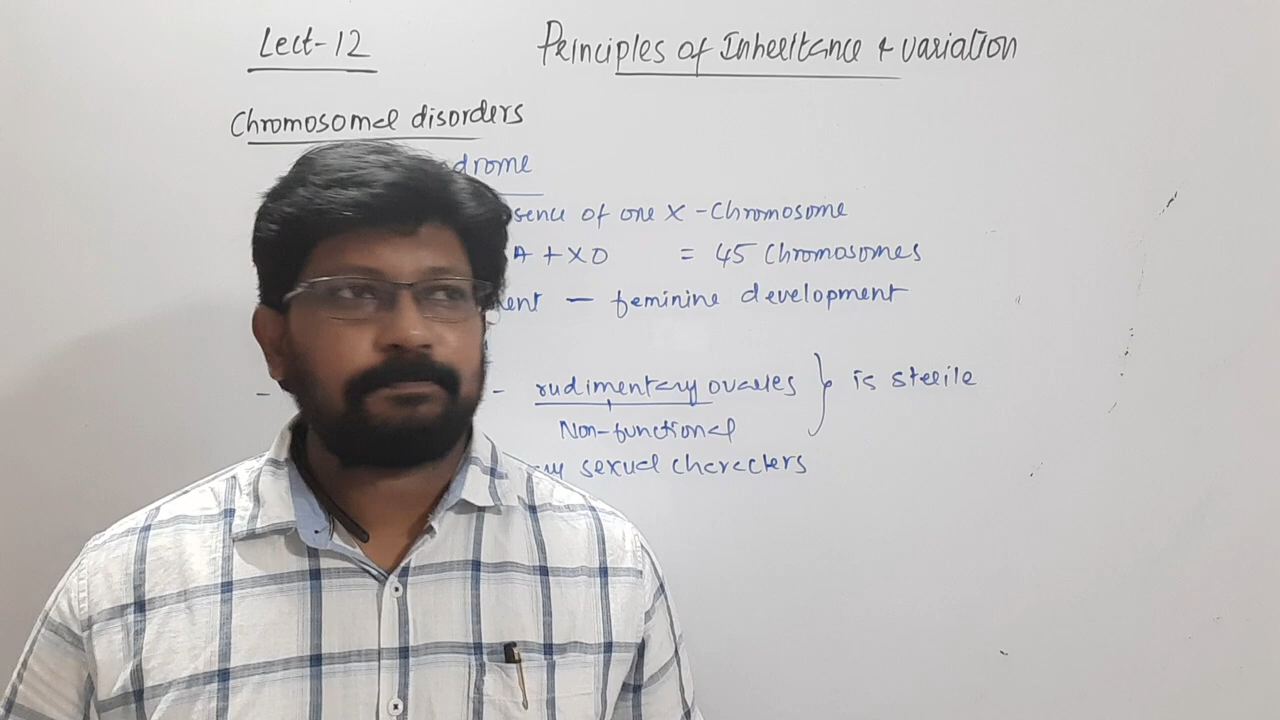 Lect-12
Principles of Inheritance & variation
Chromosomal disorders
drome
sence of one X-Chromosome
A + XO = 45 Chromosomes
ent - feminine development
- - rudimentary ovaries } is sterile
Non-functional
ry sexual characters